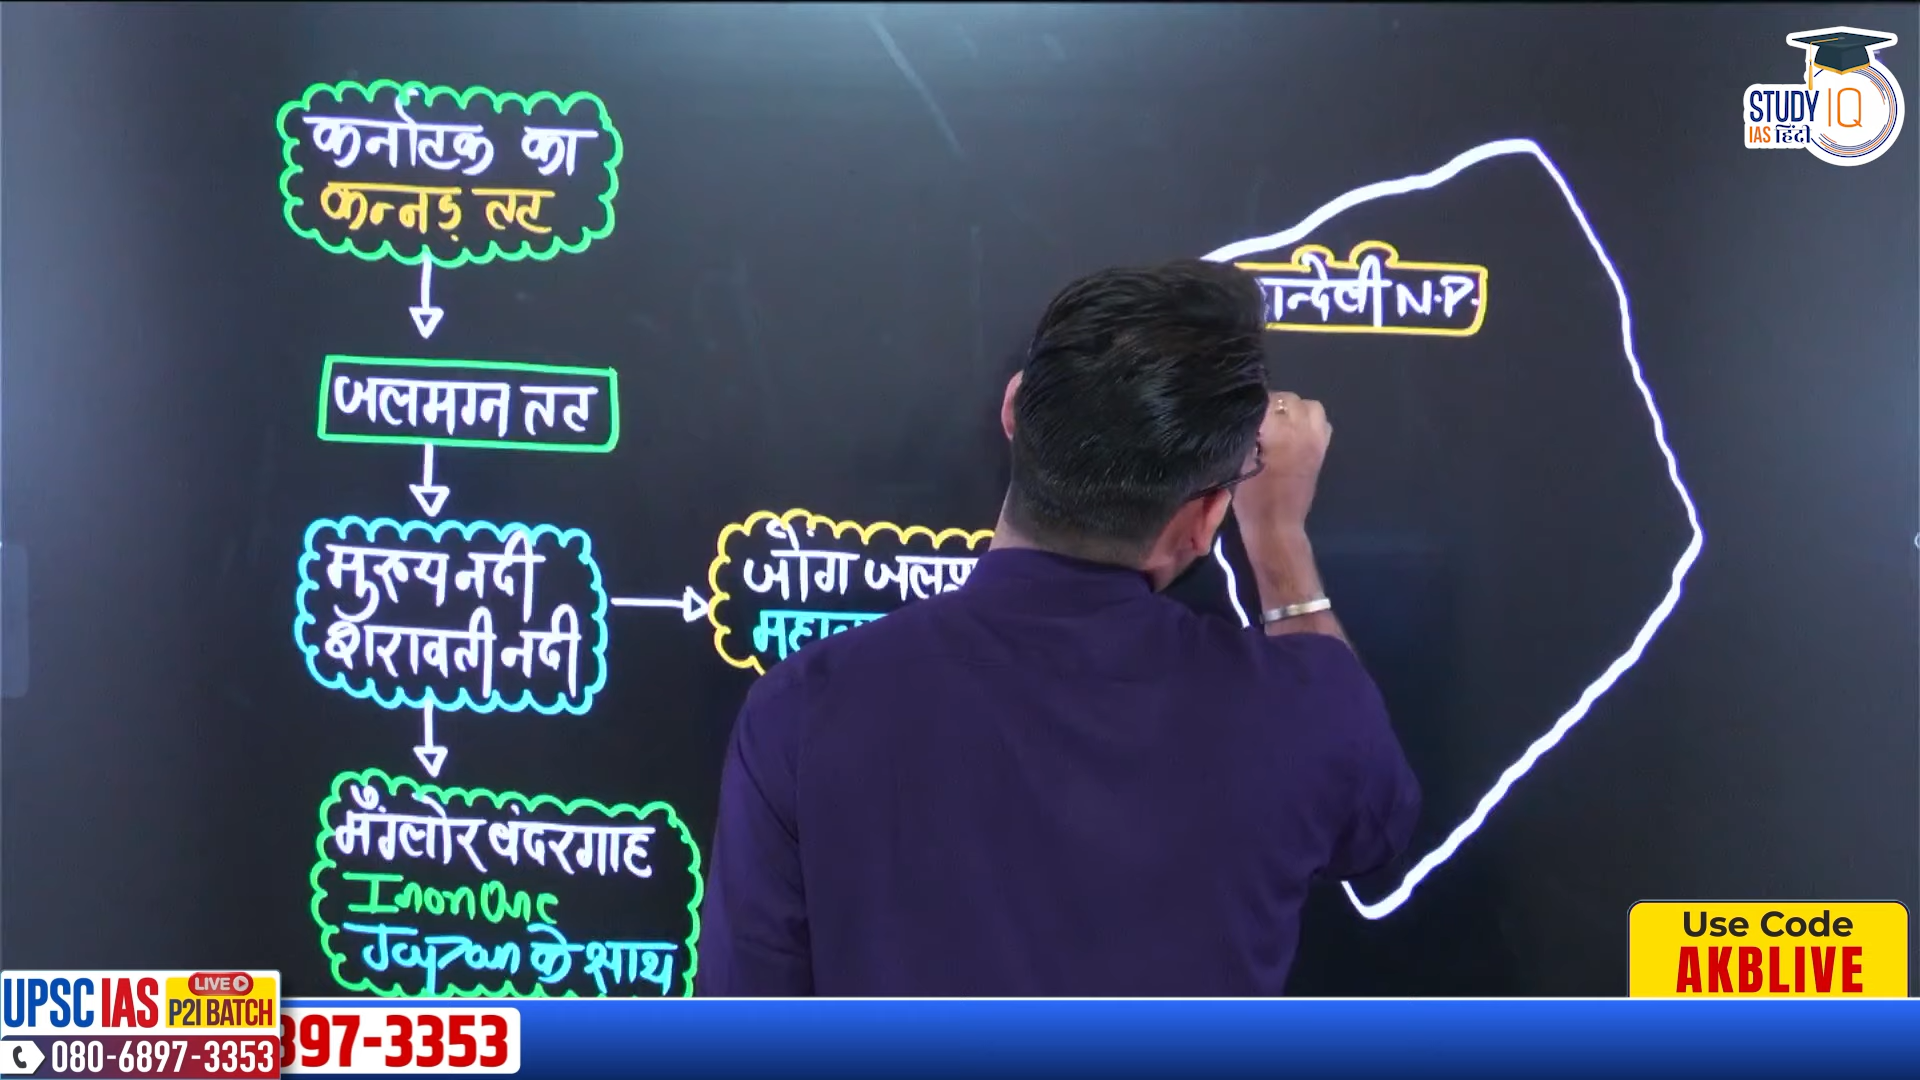 कर्नाटक का
कन्नड़ तट
जलमग्न तट
मुख्य नदी
शरावती नदी
जोग
मँगलोर बंदरगाह
Iron Ore
Japan के साथ
N.P.
STUDY IQ
IAS हिंदी
Use Code
AKBLIVE
UPSC IAS
LIVE
P2I BATCH
080-6897-3353
397-3353